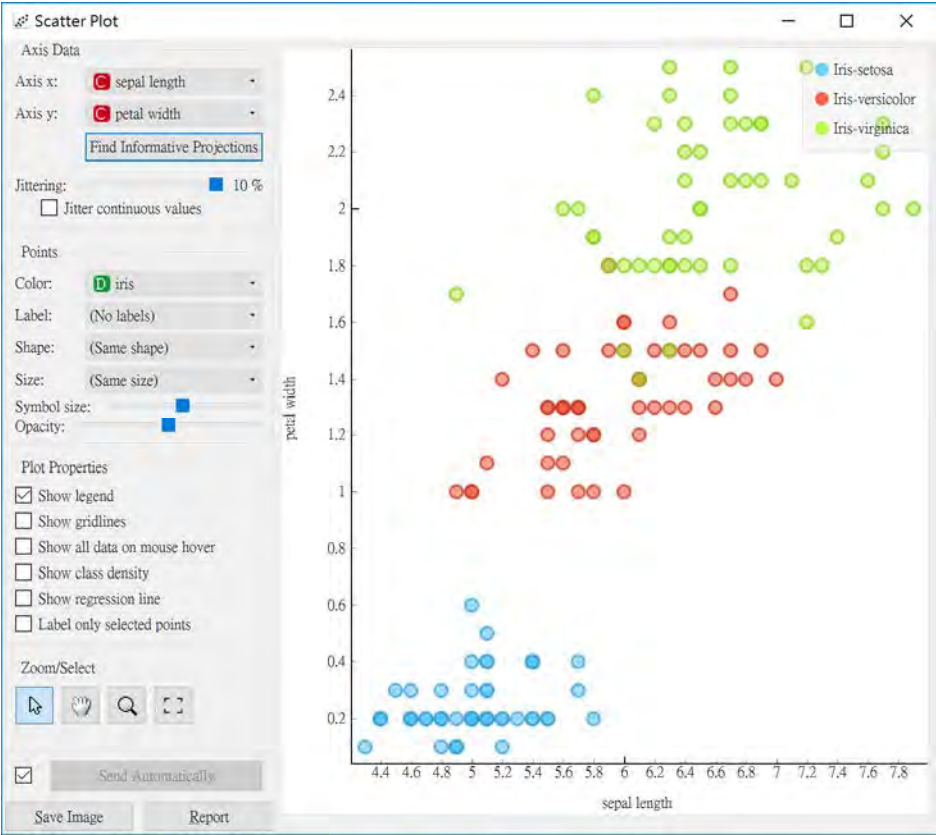 Scatter Plot
Axis Data
Axis x: C sepal length
Axis y: C petal width
Find Informative Projections
Jittering: 10 %
Jitter continuous values
Points
Color: D iris
Label: (No labels)
Shape: (Same shape)
Size: (Same size)
Symbol size:
Opacity:
Plot Properties
Show legend
Show gridlines
Show all data on mouse hover
Show class density
Show regression line
Label only selected points
Zoom/Select
Send Automatically
Save Image Report
Iris-setosa
Iris-versicolor
Iris-virginica
petal width
2.4
2.2
2
1.8
1.6
1.4
1.2
1
0.8
0.6
0.4
0.2
4.4 4.6 4.8 5 5.2 5.4 5.6 5.8 6 6.2 6.4 6.6 6.8 7 7.2 7.4 7.6 7.8
sepal length